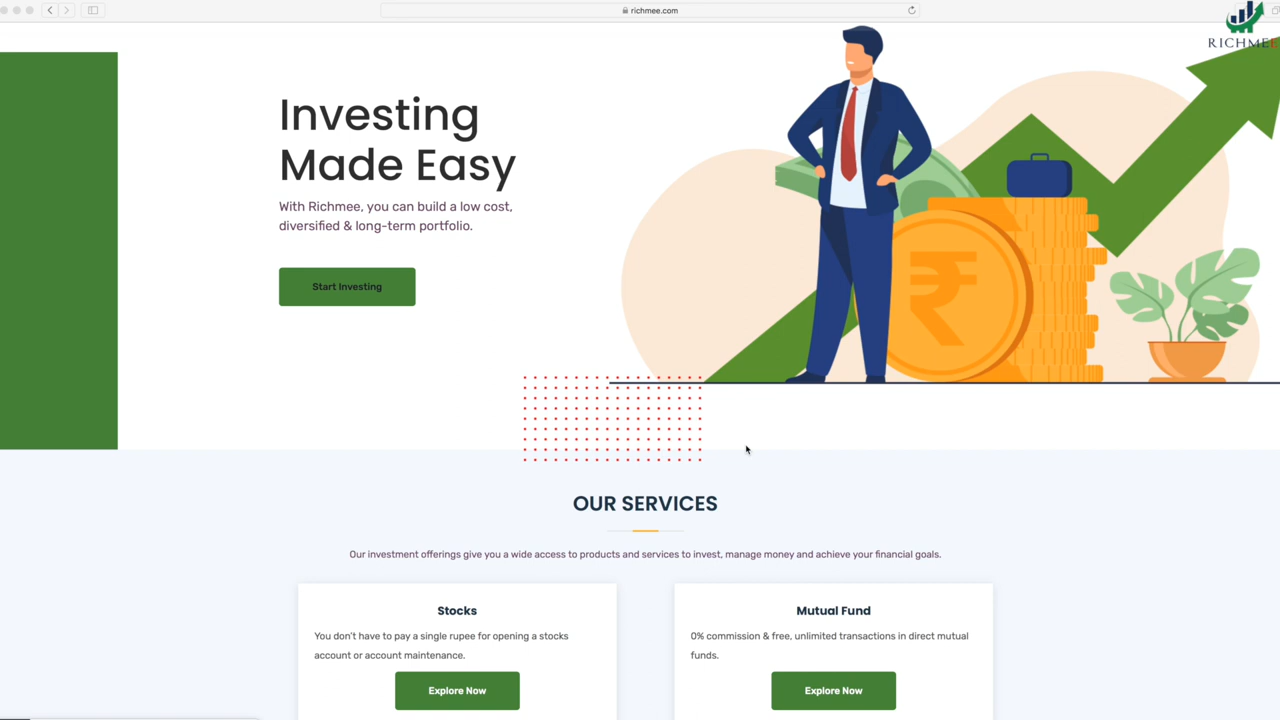 richmee.com
RICHMEE
Investing
Made Easy
With Richmee, you can build a low cost,
diversified & long-term portfolio.
Start Investing
₹
OUR SERVICES
Our investment offerings give you a wide access to products and services to invest, manage money and achieve your financial goals.
Stocks
You don't have to pay a single rupee for opening a stocks
account or account maintenance.
Explore Now
Mutual Fund
0% commission & free, unlimited transactions in direct mutual
funds.
Explore Now